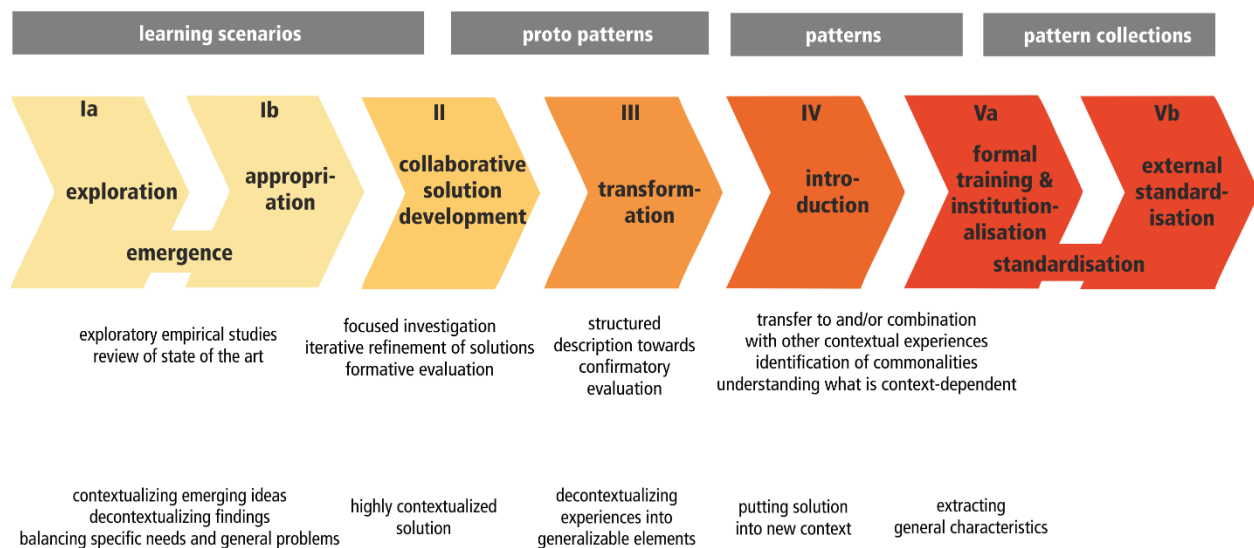 learning scenarios
proto patterns
patterns
pattern collections
Ia
exploration
Ib
appropri-
ation
emergence
II
collaborative
solution
development
III
transform-
ation
IV
intro-
duction
Va
formal
training &
institution-
alisation
Vb
external
standard-
isation
standardisation
exploratory empirical studies
review of state of the art
focused investigation
iterative refinement of solutions
formative evaluation
structured
description towards
confirmatory
evaluation
transfer to and/or combination
with other contextual experiences
identification of commonalities
understanding what is context-dependent
contextualizing emerging ideas
decontextualizing findings
balancing specific needs and general problems
highly contextualized
solution
decontextualizing
experiences into
generalizable elements
putting solution
into new context
extracting
general characteristics